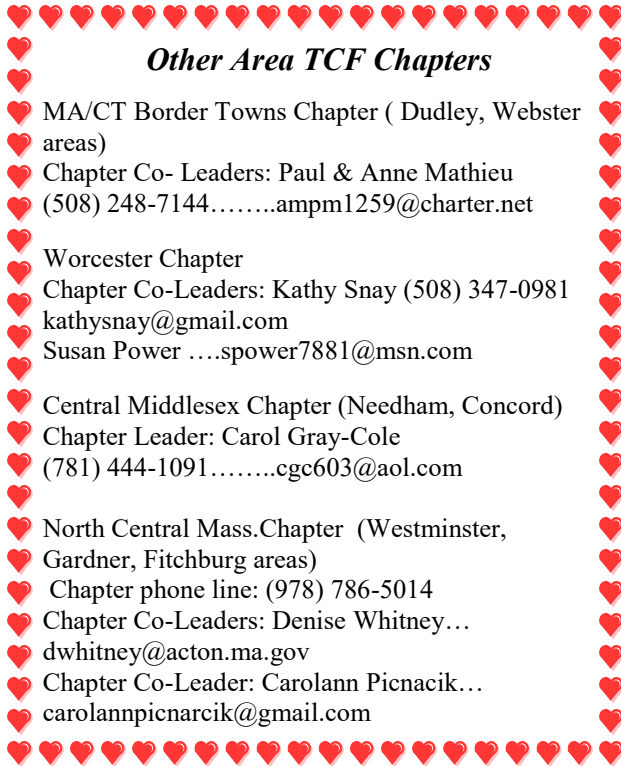 Other Area TCF Chapters
MA/CT Border Towns Chapter ( Dudley, Webster
areas)
Chapter Co- Leaders: Paul & Anne Mathieu
(508) 248-7144……..ampm1259@charter.net
Worcester Chapter
Chapter Co-Leaders: Kathy Snay (508) 347-0981
kathysnay@gmail.com
Susan Power ….spower7881@msn.com
Central Middlesex Chapter (Needham, Concord)
Chapter Leader: Carol Gray-Cole
(781) 444-1091……..cgc603@aol.com
North Central Mass.Chapter  (Westminster,
Gardner, Fitchburg areas)
Chapter phone line: (978) 786-5014
Chapter Co-Leaders: Denise Whitney…
dwhitney@acton.ma.gov
Chapter Co-Leader: Carolann Picnacik…
carolannpicnarcik@gmail.com